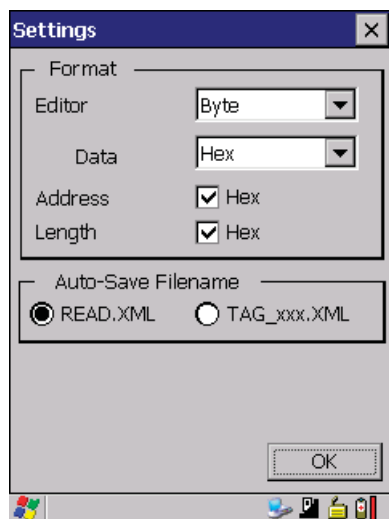 Settings
Format
Editor Byte
Data Hex
Address Hex
Length Hex
Auto-Save Filename
READ.XML TAG_xxx.XML
OK